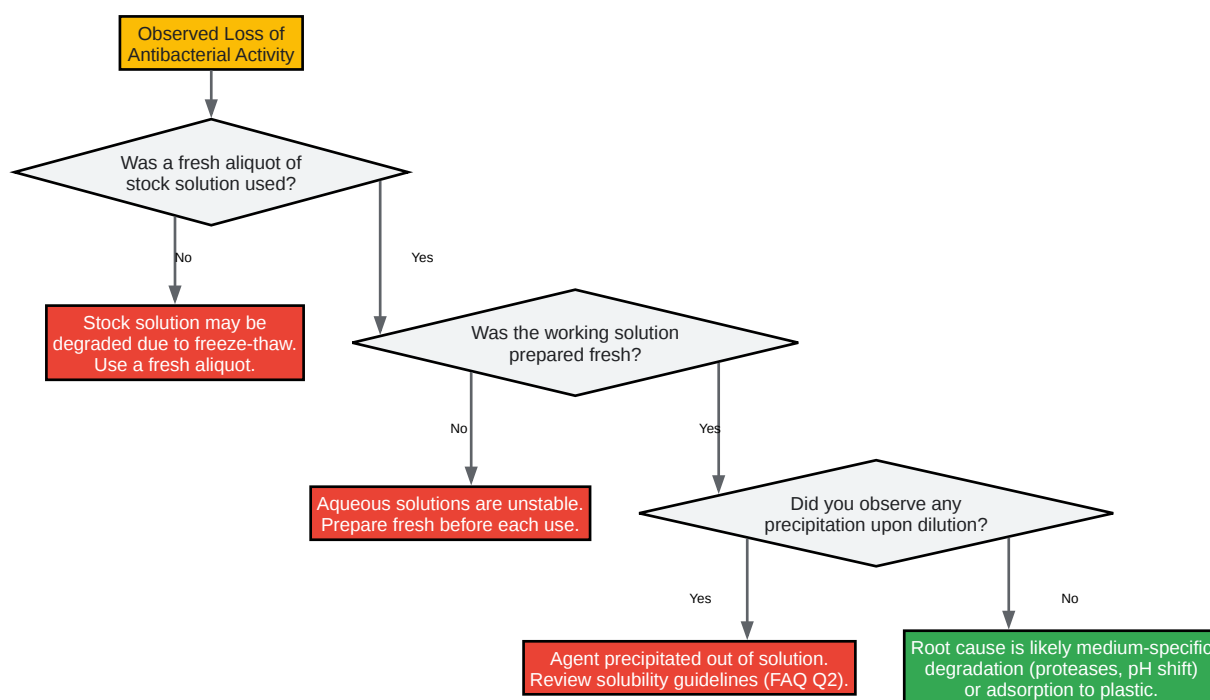 Observed Loss of
Antibacterial Activity
Was a fresh aliquot of
stock solution used?
No
Yes
Stock solution may be
degraded due to freeze-thaw.
Use a fresh aliquot.
Was the working solution
prepared fresh?
No
Yes
Aqueous solutions are unstable.
Prepare fresh before each use.
Did you observe any
precipitation upon dilution?
Yes
No
Agent precipitated out of solution.
Review solubility guidelines (FAQ Q2).
Root cause is likely medium-specific
degradation (proteases, pH shift)
or adsorption to plastic.